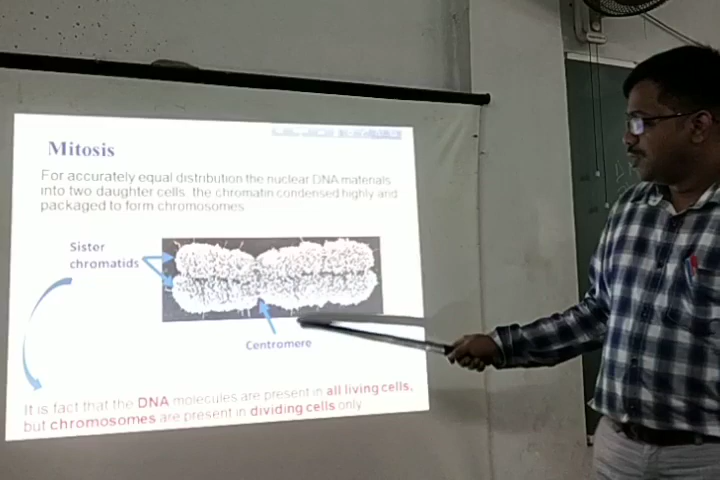 Mitosis
For accurately equal distribution the nuclear DNA materials
into two daughter cells the chromatin condensed highly and
packaged to form chromosomes
Sister
chromatids
Centromere
It is fact that the DNA molecules are present in all living cells,
but chromosomes are present in dividing cells only